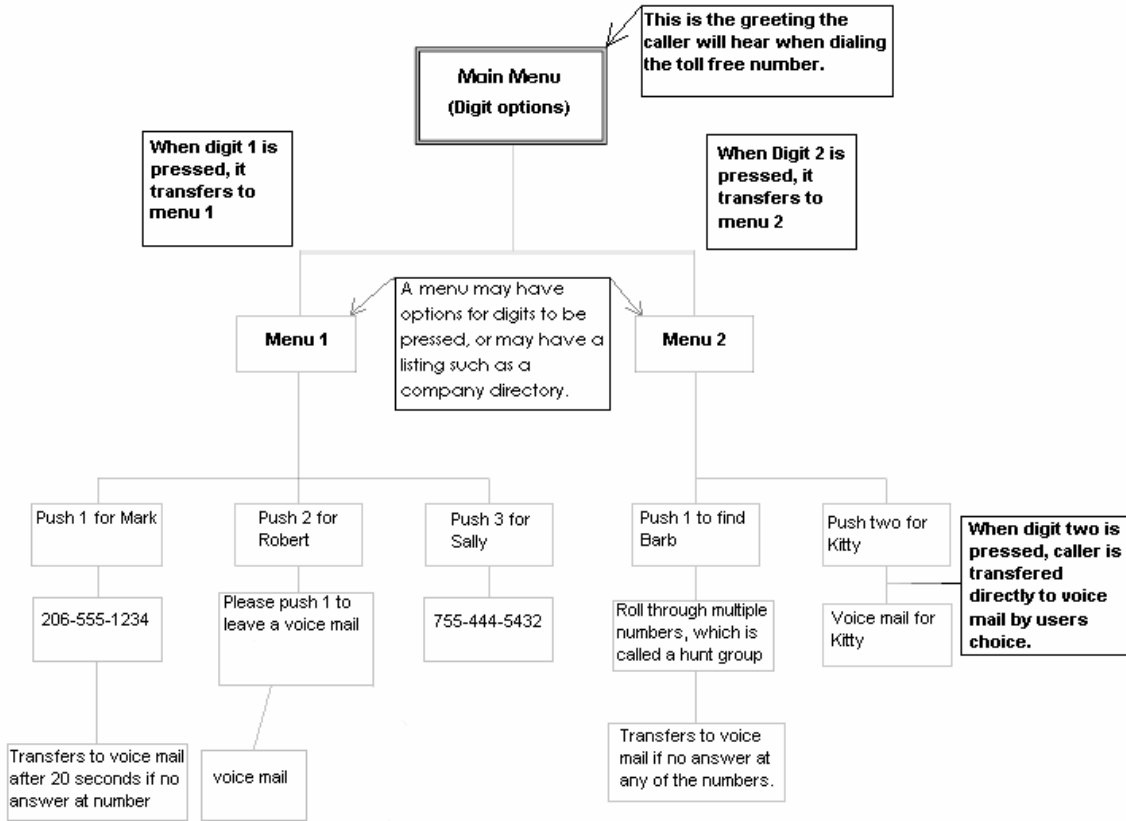 This is the greeting the
caller will hear when dialing
the toll free number.
Main Menu
(Digit options)
When digit 1 is
pressed, it
transfers to
menu 1
When Digit 2 is
pressed, it
transfers to
menu 2
A menu may have
options for digits to be
pressed, or may have a
listing such as a
company directory.
Menu 1
Menu 2
Push 1 for Mark
Push 2 for
Robert
Push 3 for
Sally
Push 1 to find
Barb
Push two for
Kitty
When digit two is
pressed, caller is
transfered
directly to voice
mail by users
choice.
206-555-1234
Please push 1 to
leave a voice mail
755-444-5432
Roll through multiple
numbers, which is
called a hunt group
Voice mail for
Kitty
Transfers to voice mail
after 20 seconds if no
answer at number
voice mail
Transfers to voice
mail if no answer at
any of the numbers.